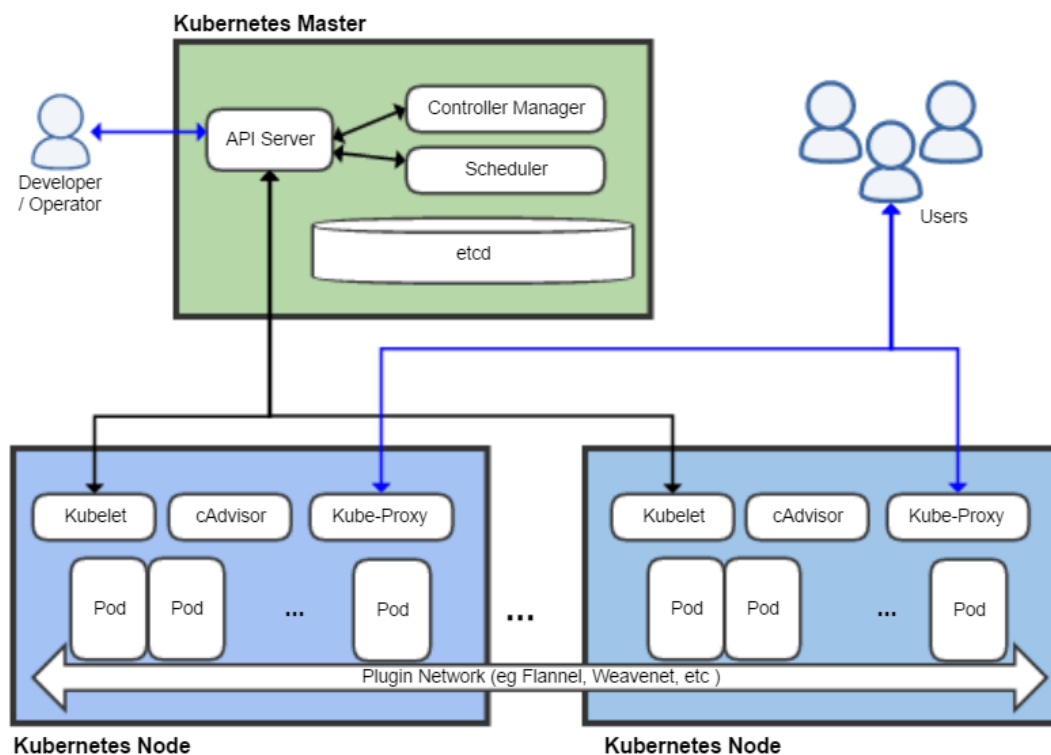 Kubernetes Master
API Server
Controller Manager
Scheduler
etcd
Developer
/ Operator
Users
Kubelet
cAdvisor
Kube-Proxy
Pod
Pod
...
Pod
...
Kubelet
cAdvisor
Kube-Proxy
Pod
Pod
...
Pod
Plugin Network (eg Flannel, Weavenet, etc )
Kubernetes Node
Kubernetes Node